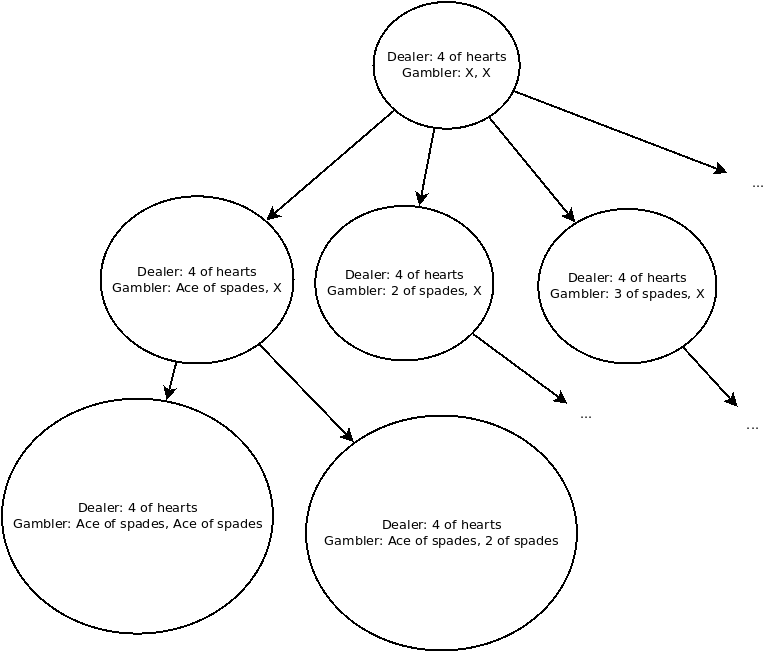 Dealer: 4 of hearts
Gambler: X, X
...
Dealer: 4 of hearts
Gambler: Ace of spades, X
Dealer: 4 of hearts
Gambler: 2 of spades, X
Dealer: 4 of hearts
Gambler: 3 of spades, X
...
...
Dealer: 4 of hearts
Gambler: Ace of spades, Ace of spades
Dealer: 4 of hearts
Gambler: Ace of spades, 2 of spades